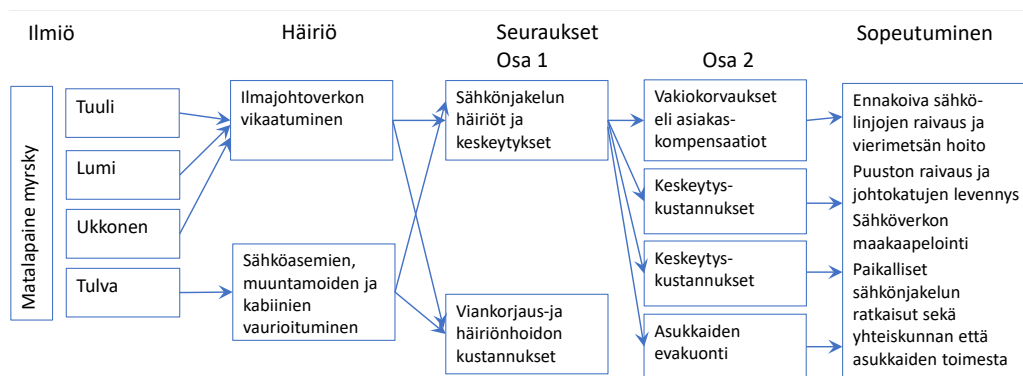 Ilmiö
Häiriö
Seuraukset
Osa 1
Osa 2
Sopeutuminen
Matalapaine myrsky
Tuuli
Lumi
Ukkonen
Tulva
Ilmajohtoverkon
vikaatuminen
Sähköasemien,
muuntamoiden ja
kabiinien
vaurioituminen
Sähkönjakelun
häiriöt ja
keskeytykset
Viankorjaus-ja
häiriönhoidon
kustannukset
Vakiokorvaukset
eli asiakas-
kompensaatiot
Keskeytys-
kustannukset
Keskeytys-
kustannukset
Asukkaiden
evakuonti
Ennakoiva sähkö-
linjojen raivaus ja
vierimetsän hoito
Puuston raivaus ja
johtokatujen levennys
Sähköverkon
maakaapelointi
Paikalliset
sähkönjakelun
ratkaisut sekä
yhteiskunnan että
asukkaiden toimesta